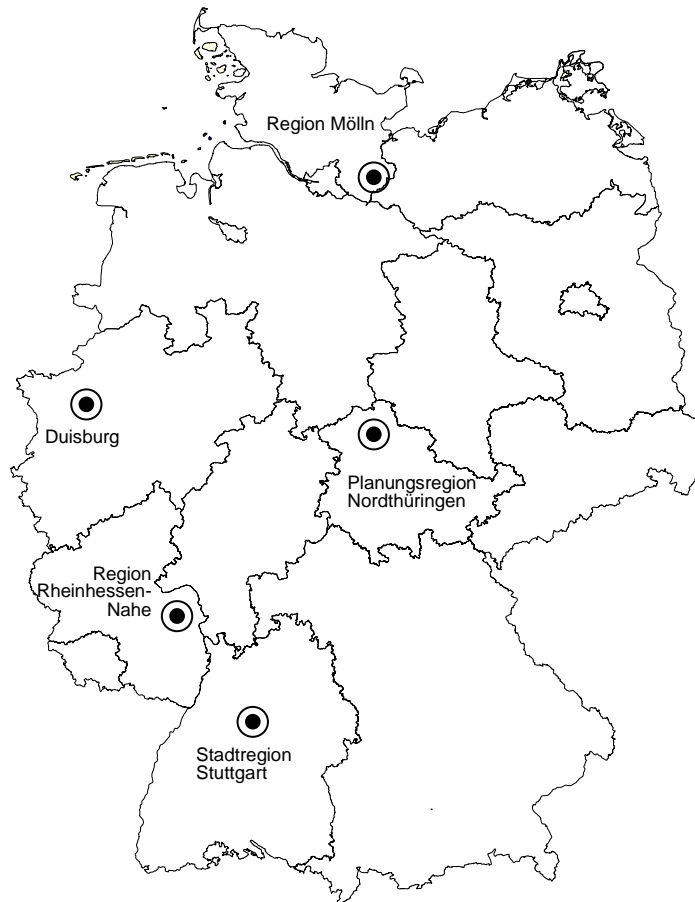 Region Mölln
Duisburg
Planungsregion
Nordthüringen
Region
Rheinhessen-
Nahe
Stadtregion
Stuttgart